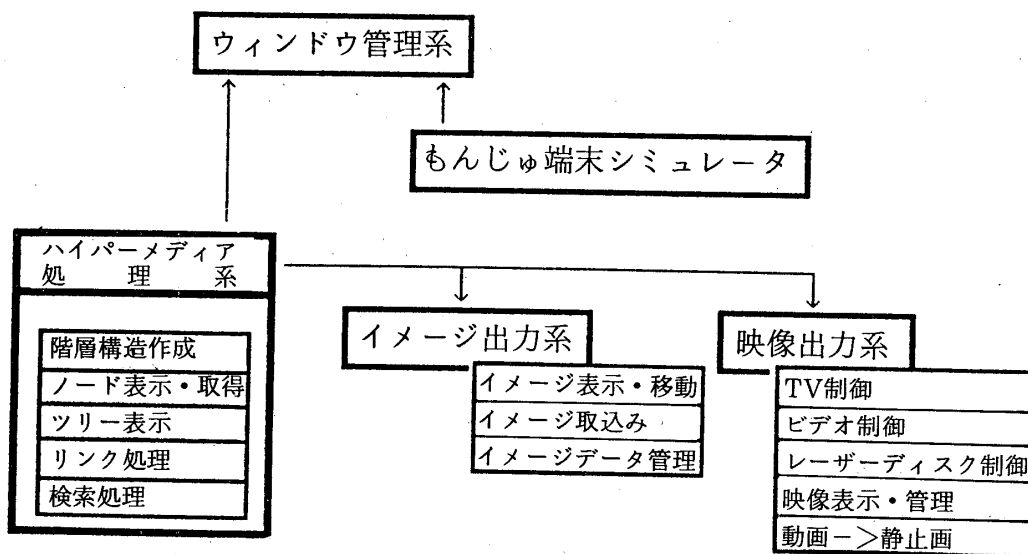 ウィンドウ管理系
もんじゅ端末シミュレータ
ハイパーメディア
処理系
階層構造作成
ノード表示・取得
ツリー表示
リンク処理
検索処理
イメージ出力系
イメージ表示・移動
イメージ取込み
イメージデータ管理
映像出力系
TV制御
ビデオ制御
レーザーディスク制御
映像表示・管理
動画−>静止画